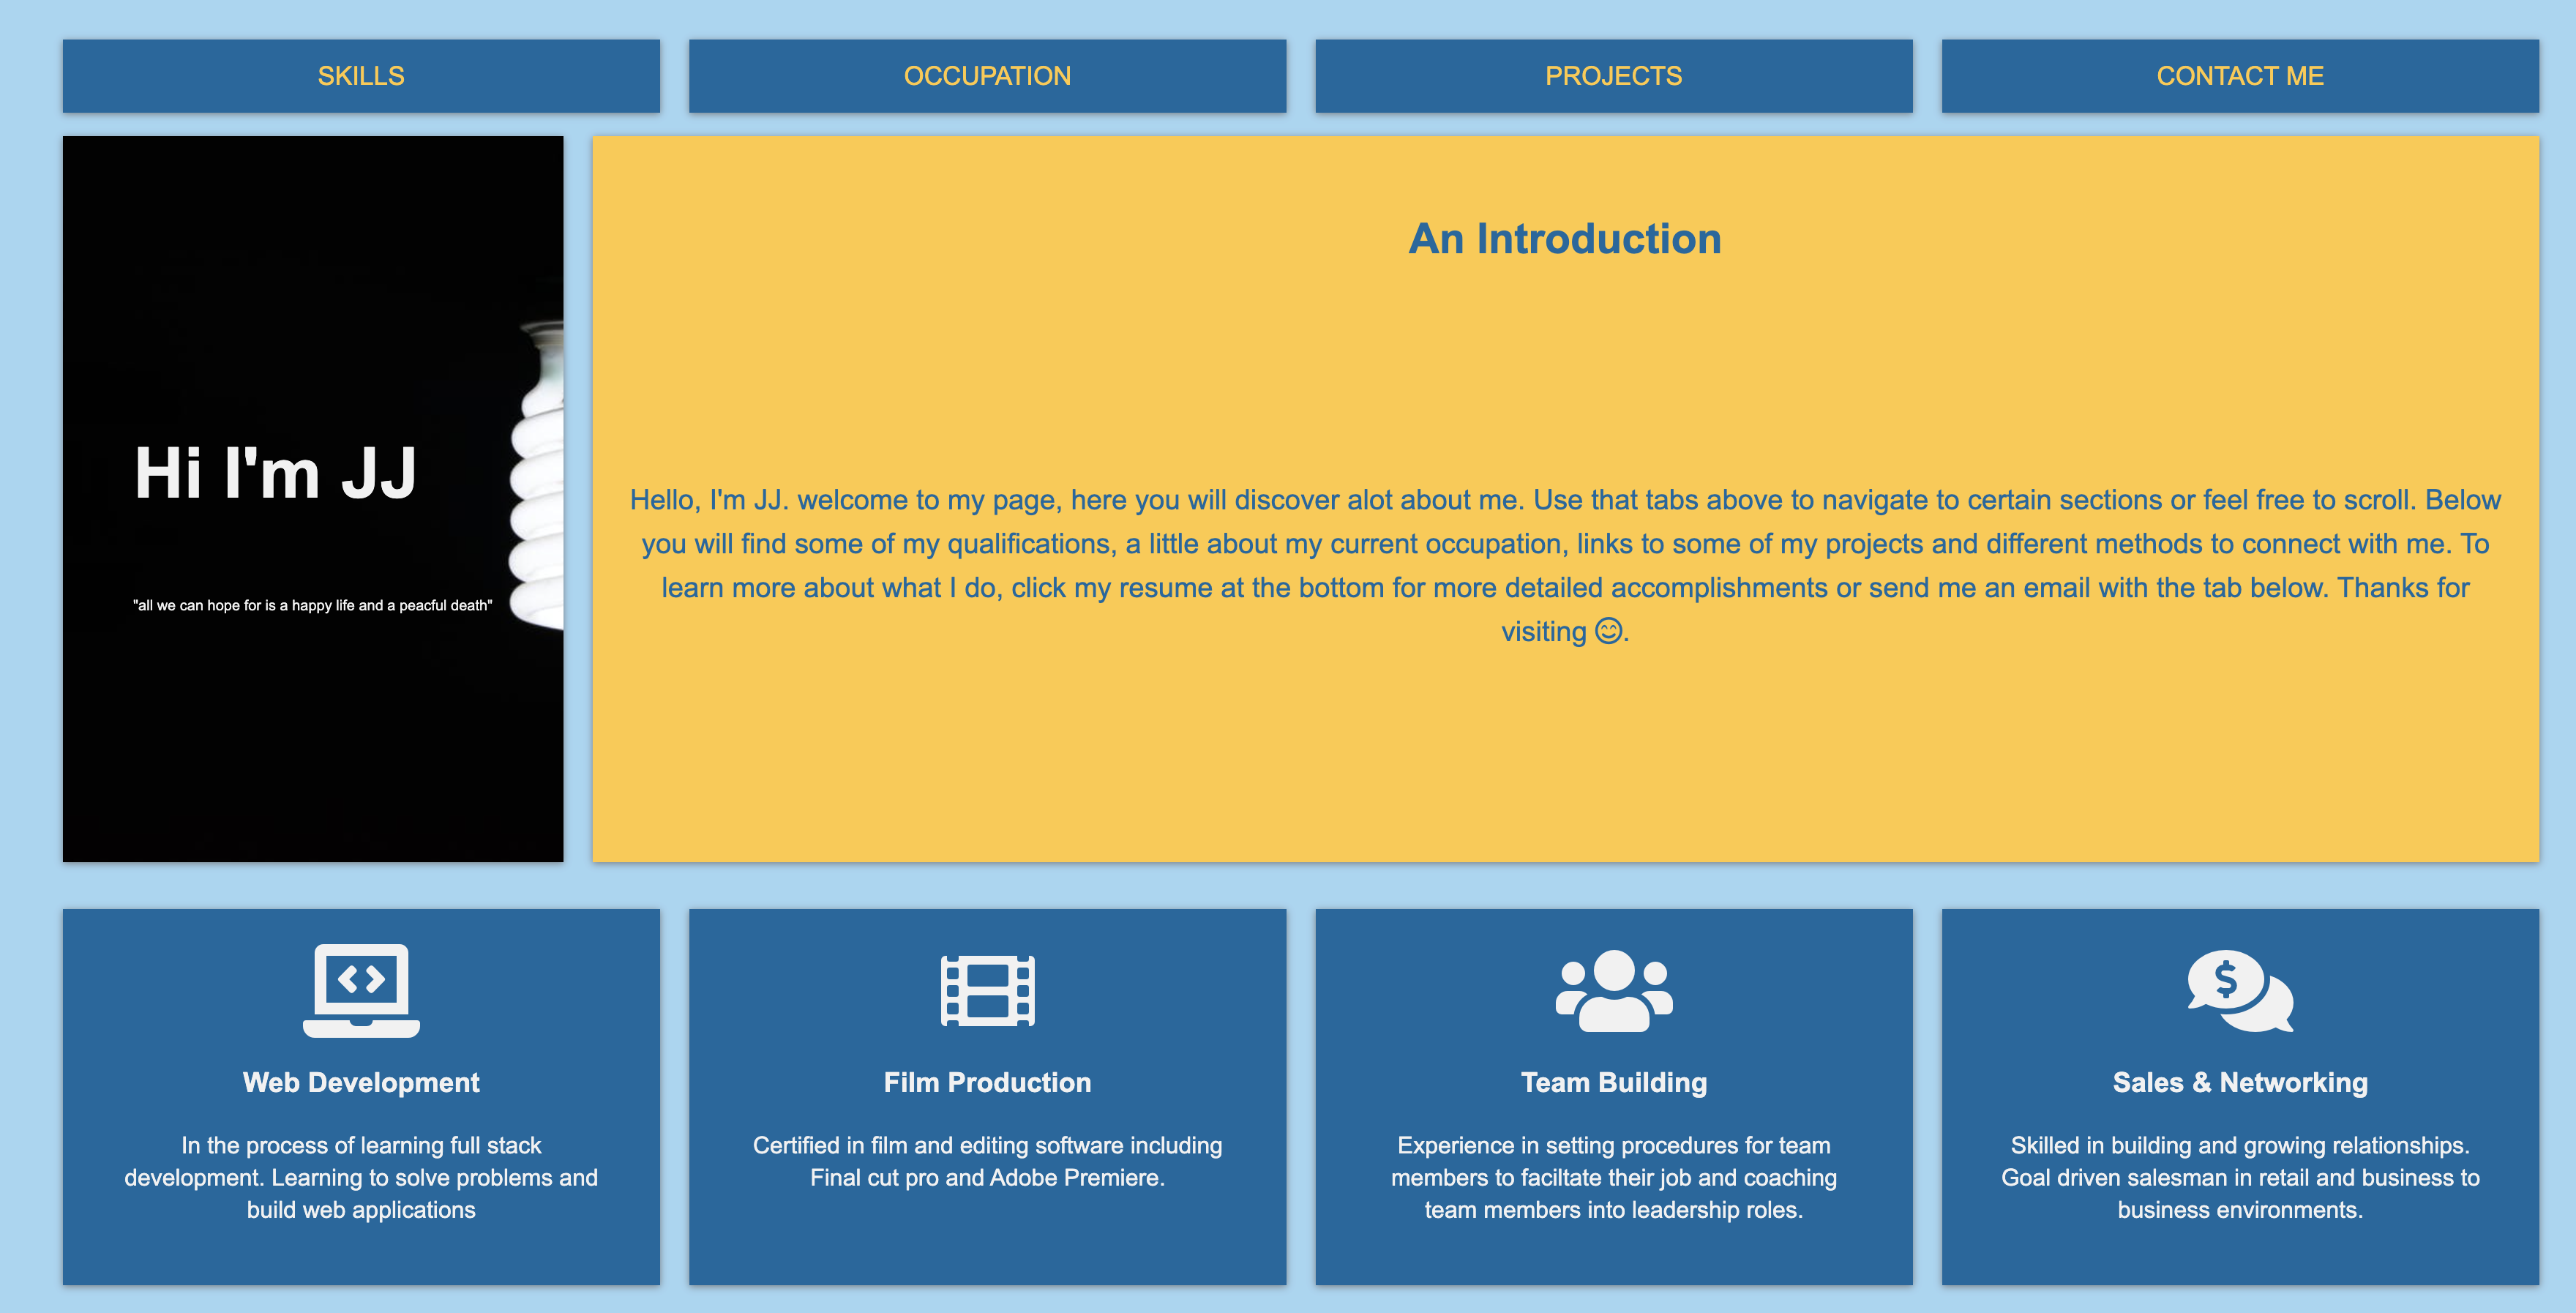 SKILLS
OCCUPATION
PROJECTS
CONTACT ME
Hi I'm JJ
"all we can hope for is a happy life and a peacful death"
An Introduction
Hello, I'm JJ. welcome to my page, here you will discover alot about me. Use that tabs above to navigate to certain sections or feel free to scroll. Below
you will find some of my qualifications, a little about my current occupation, links to some of my projects and different methods to connect with me. To
learn more about what I do, click my resume at the bottom for more detailed accomplishments or send me an email with the tab below. Thanks for
visiting 😊.
Web Development
In the process of learning full stack
development. Learning to solve problems and
build web applications
Film Production
Certified in film and editing software including
Final cut pro and Adobe Premiere.
Team Building
Experience in setting procedures for team
members to faciltate their job and coaching
team members into leadership roles.
$
Sales & Networking
Skilled in building and growing relationships.
Goal driven salesman in retail and business to
business environments.